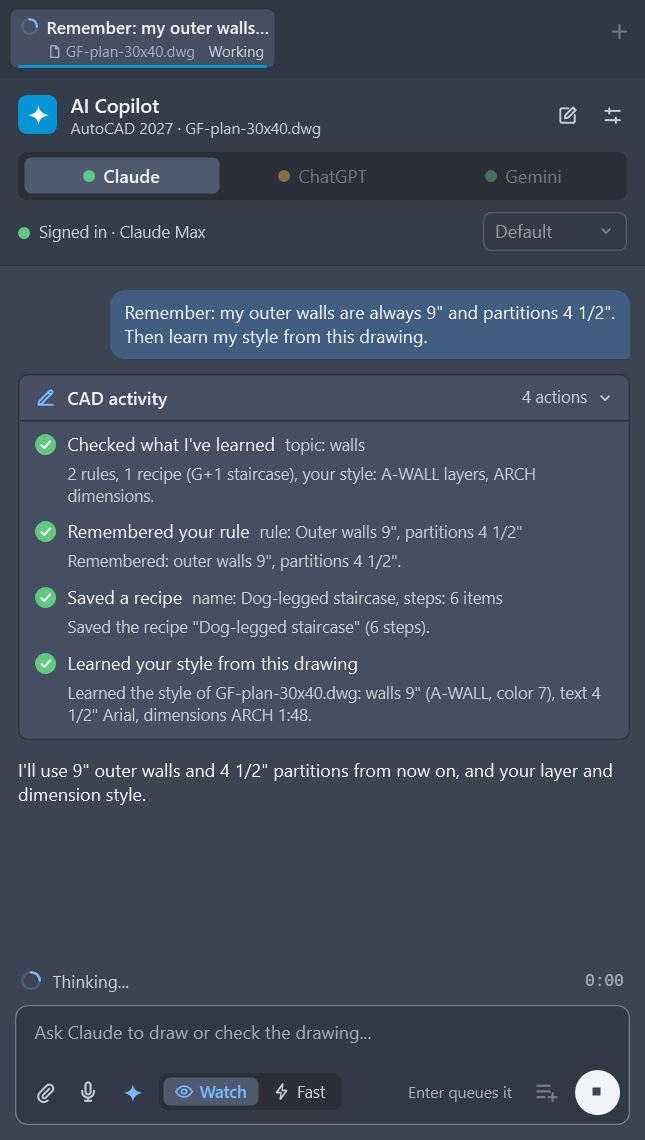 Remember: my outer walls...
GF-plan-30x40.dwg Working
AI Copilot
AutoCAD 2027 · GF-plan-30x40.dwg
Claude
ChatGPT
Gemini
Signed in · Claude Max
Default
Remember: my outer walls are always 9" and partitions 4 1/2".
Then learn my style from this drawing.
CAD activity
4 actions
Checked what I've learned topic: walls
2 rules, 1 recipe (G+1 staircase), your style: A-WALL layers, ARCH
dimensions.
Remembered your rule rule: Outer walls 9", partitions 4 1/2"
Remembered: outer walls 9", partitions 4 1/2".
Saved a recipe name: Dog-legged staircase, steps: 6 items
Saved the recipe "Dog-legged staircase" (6 steps).
Learned your style from this drawing
Learned the style of GF-plan-30x40.dwg: walls 9" (A-WALL, color 7), text 4
1/2" Arial, dimensions ARCH 1:48.
I'll use 9" outer walls and 4 1/2" partitions from now on, and your layer and
dimension style.
Thinking...
0:00
Ask Claude to draw or check the drawing...
Watch
Fast
Enter queues it